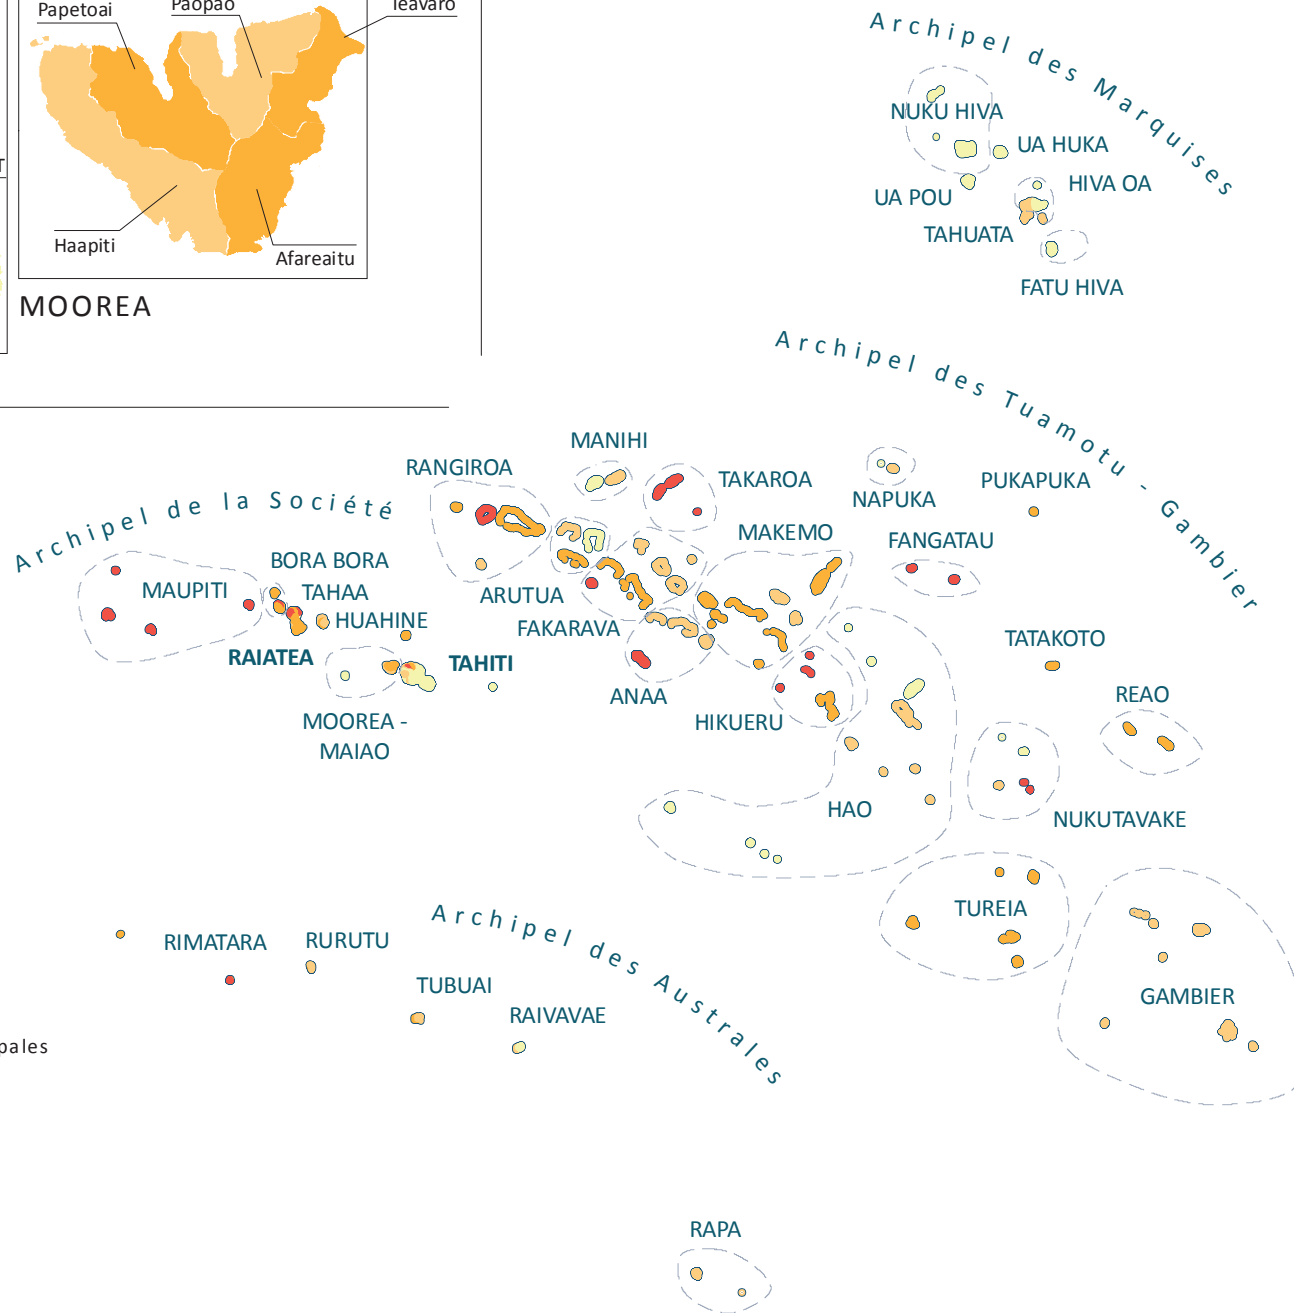 Papetoai
Paopao
Teavaro
Haapiti
Afareaitu
MOOREA
Archipel des Marquises
NUKU HIVA
UA HUKA
HIVA OA
UA POU
TAHUATA
FATU HIVA
Archipel des Tuamotu - Gambier
MANIHI
RANGIROA
TAKAROA
NAPUKA
PUKAPUKA
Archipel de la Société
MAKEMO
FANGATAU
BORA BORA
MAUPITI
TAHAA
ARUTUA
HUAHINE
FAKARAVA
TATAKOTO
RAIATEA
TAHITI
ANAA
REAO
MOOREA -
MAIAO
HIKUERU
HAO
NUKUTAVAKE
Archipel des Australes
TUREIA
RIMATARA
RURUTU
TUBUAI
GAMBIER
RAIVAVAE
pales
RAPA